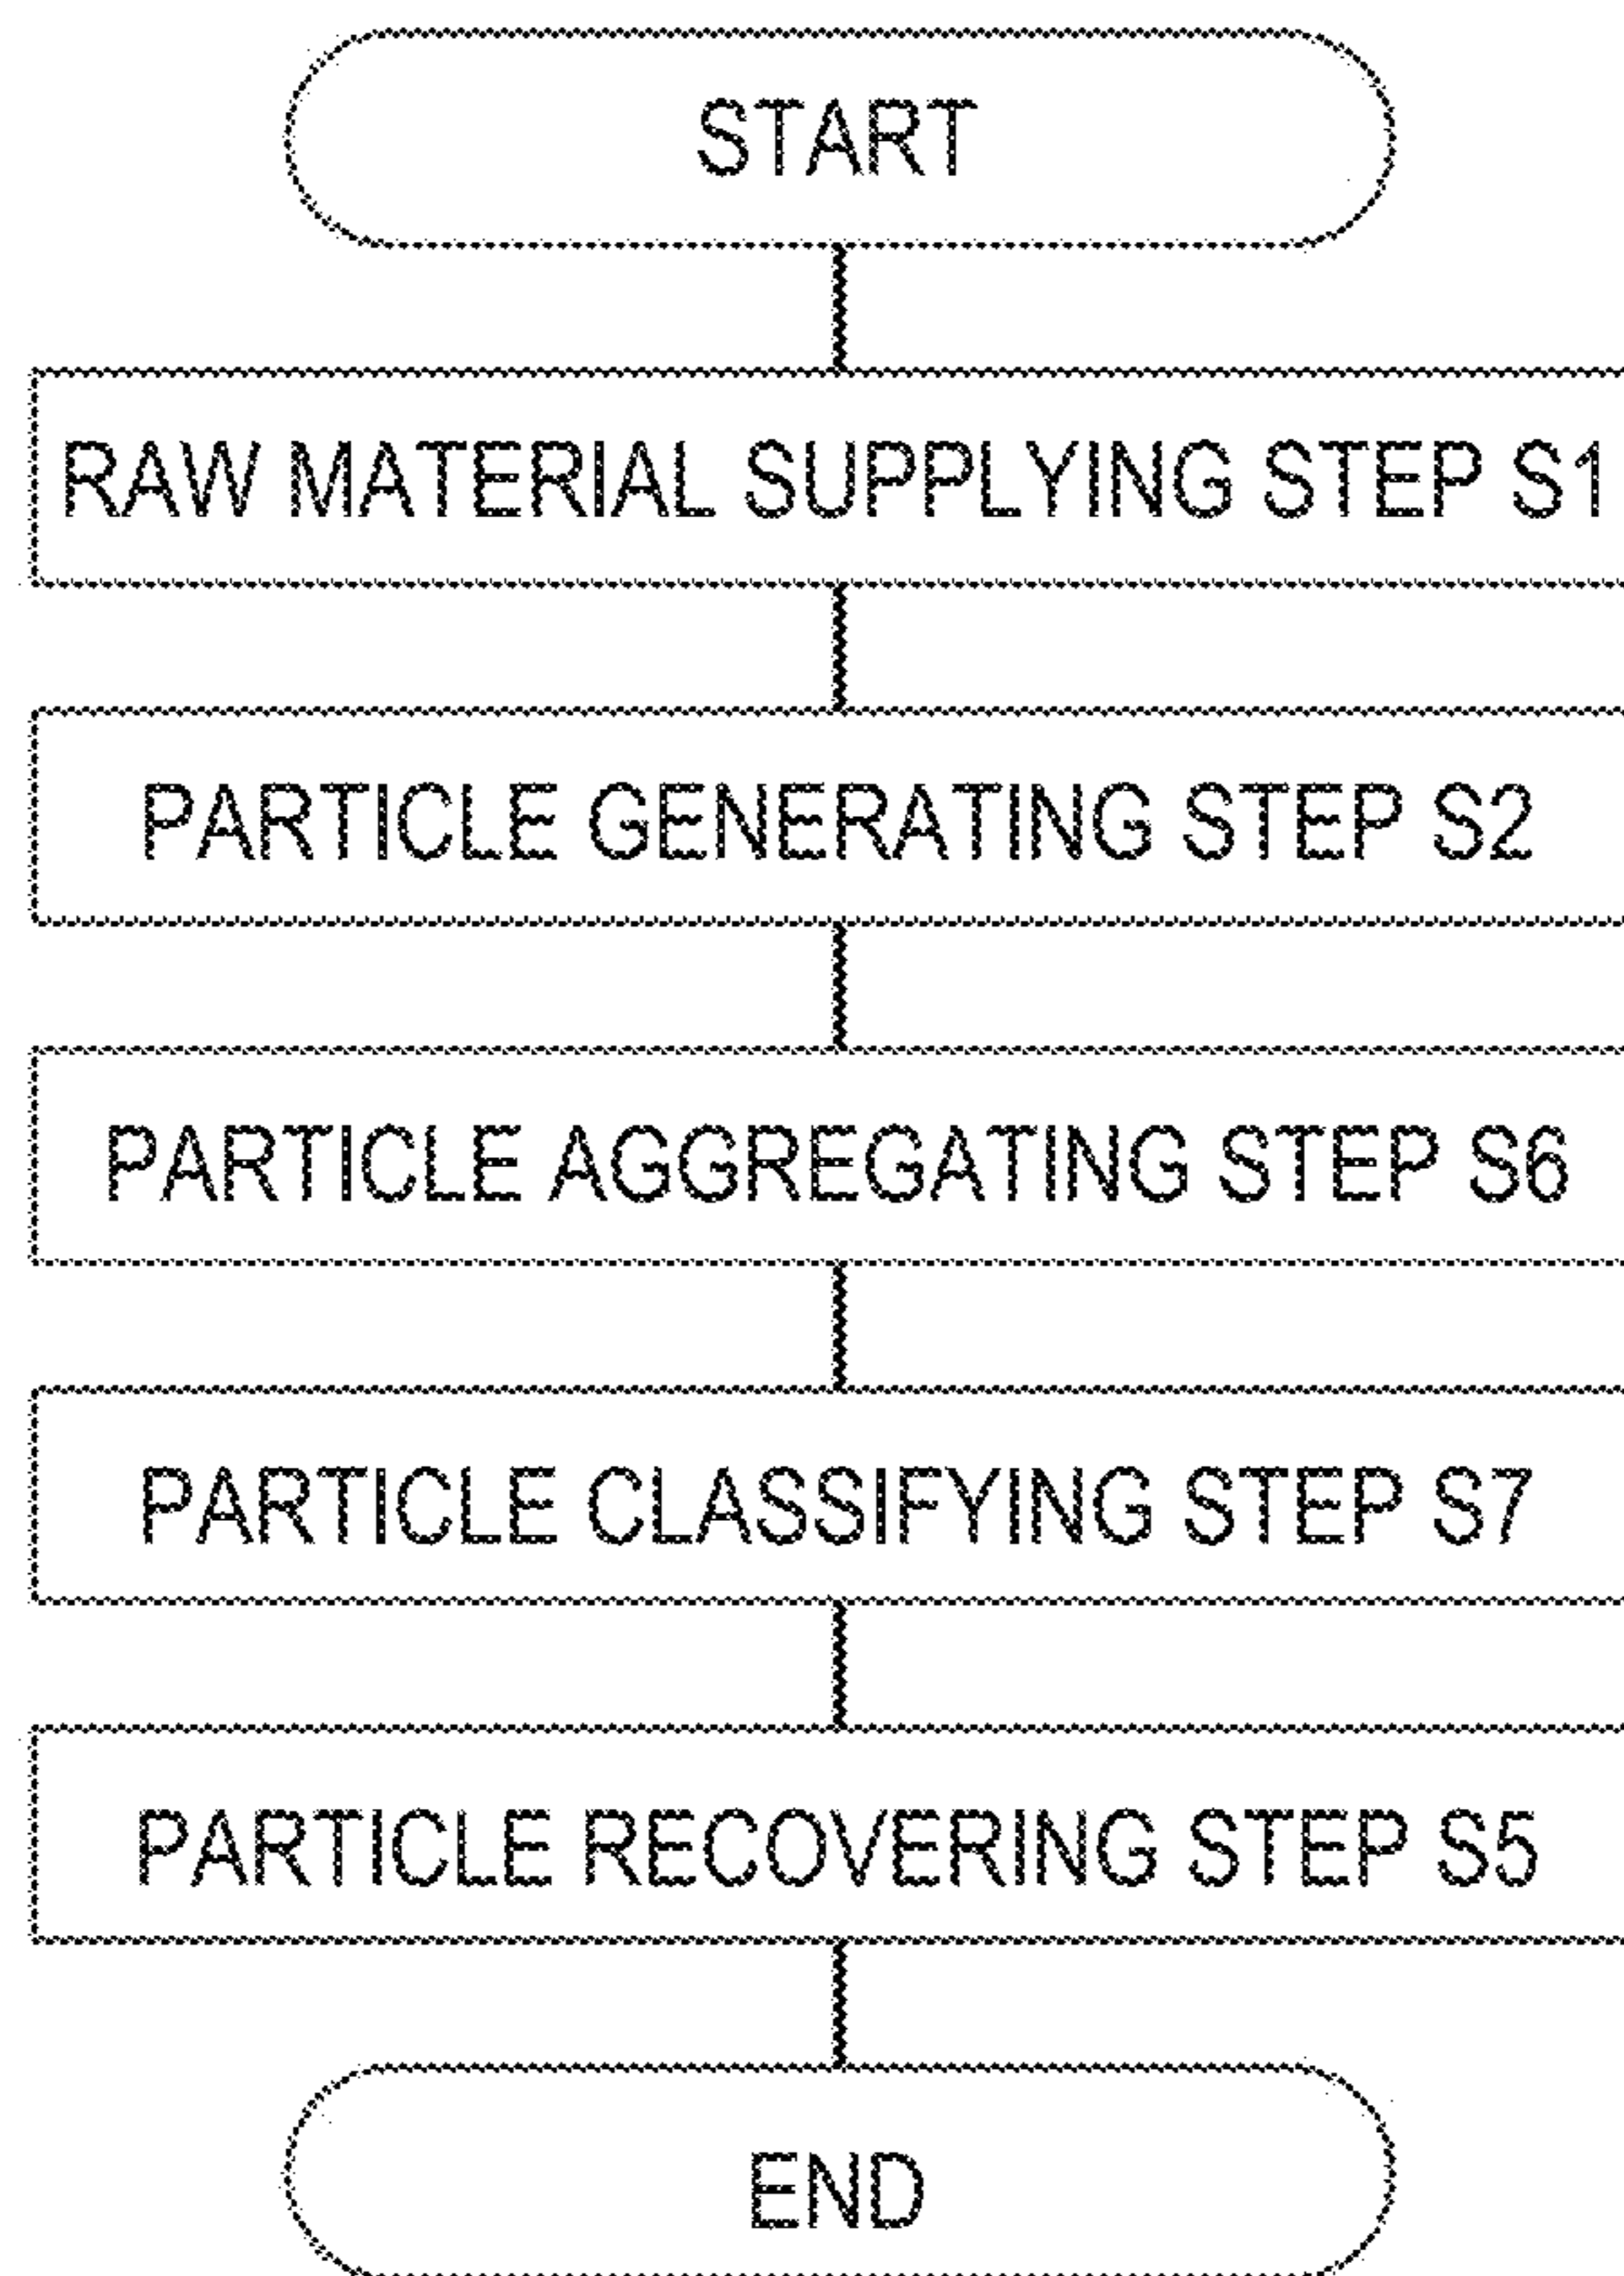 START
RAW MATERIAL SUPPLYING STEP S1
PARTICLE GENERATING STEP S2
PARTICLE AGGREGATING STEP S6
PARTICLE CLASSIFYING STEP S7
PARTICLE RECOVERING STEP S5
END